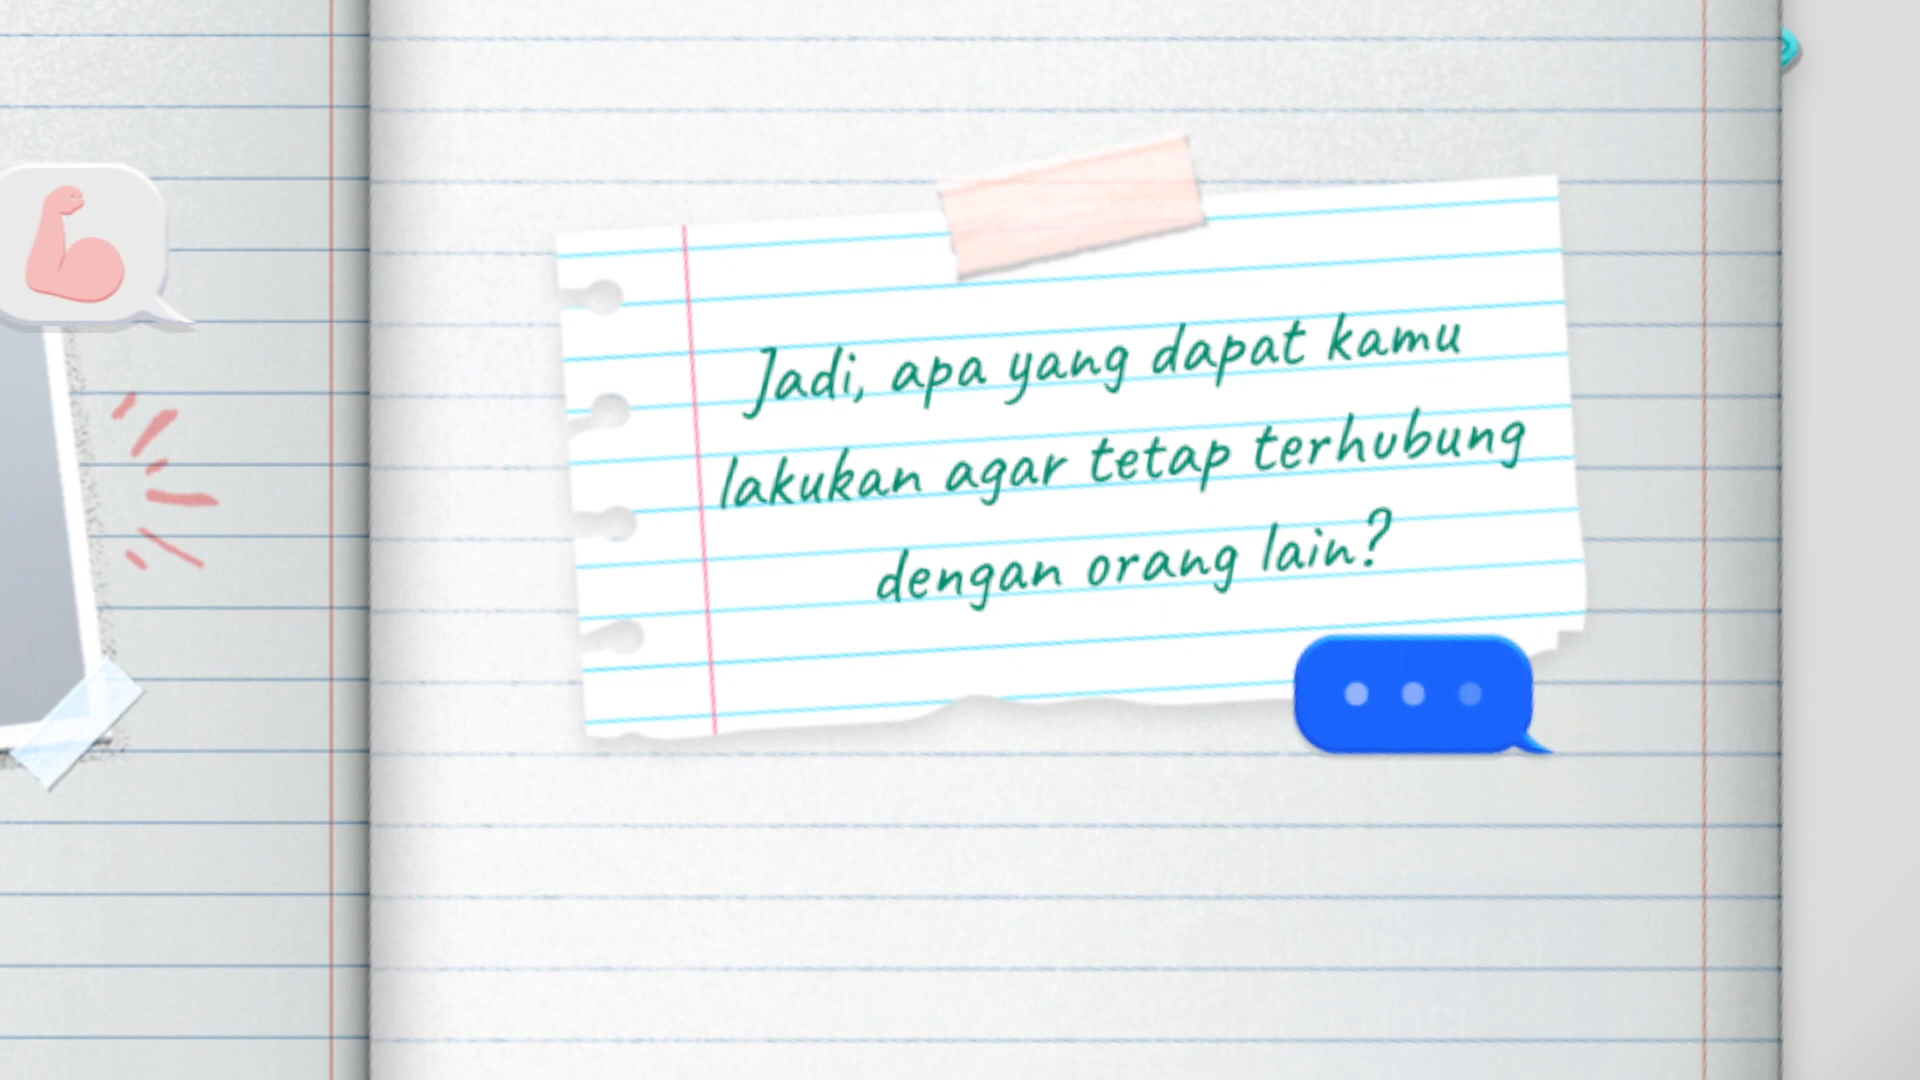 Jadi, apa yang dapat kamu
lakukan agar tetap terhubung
dengan orang lain?